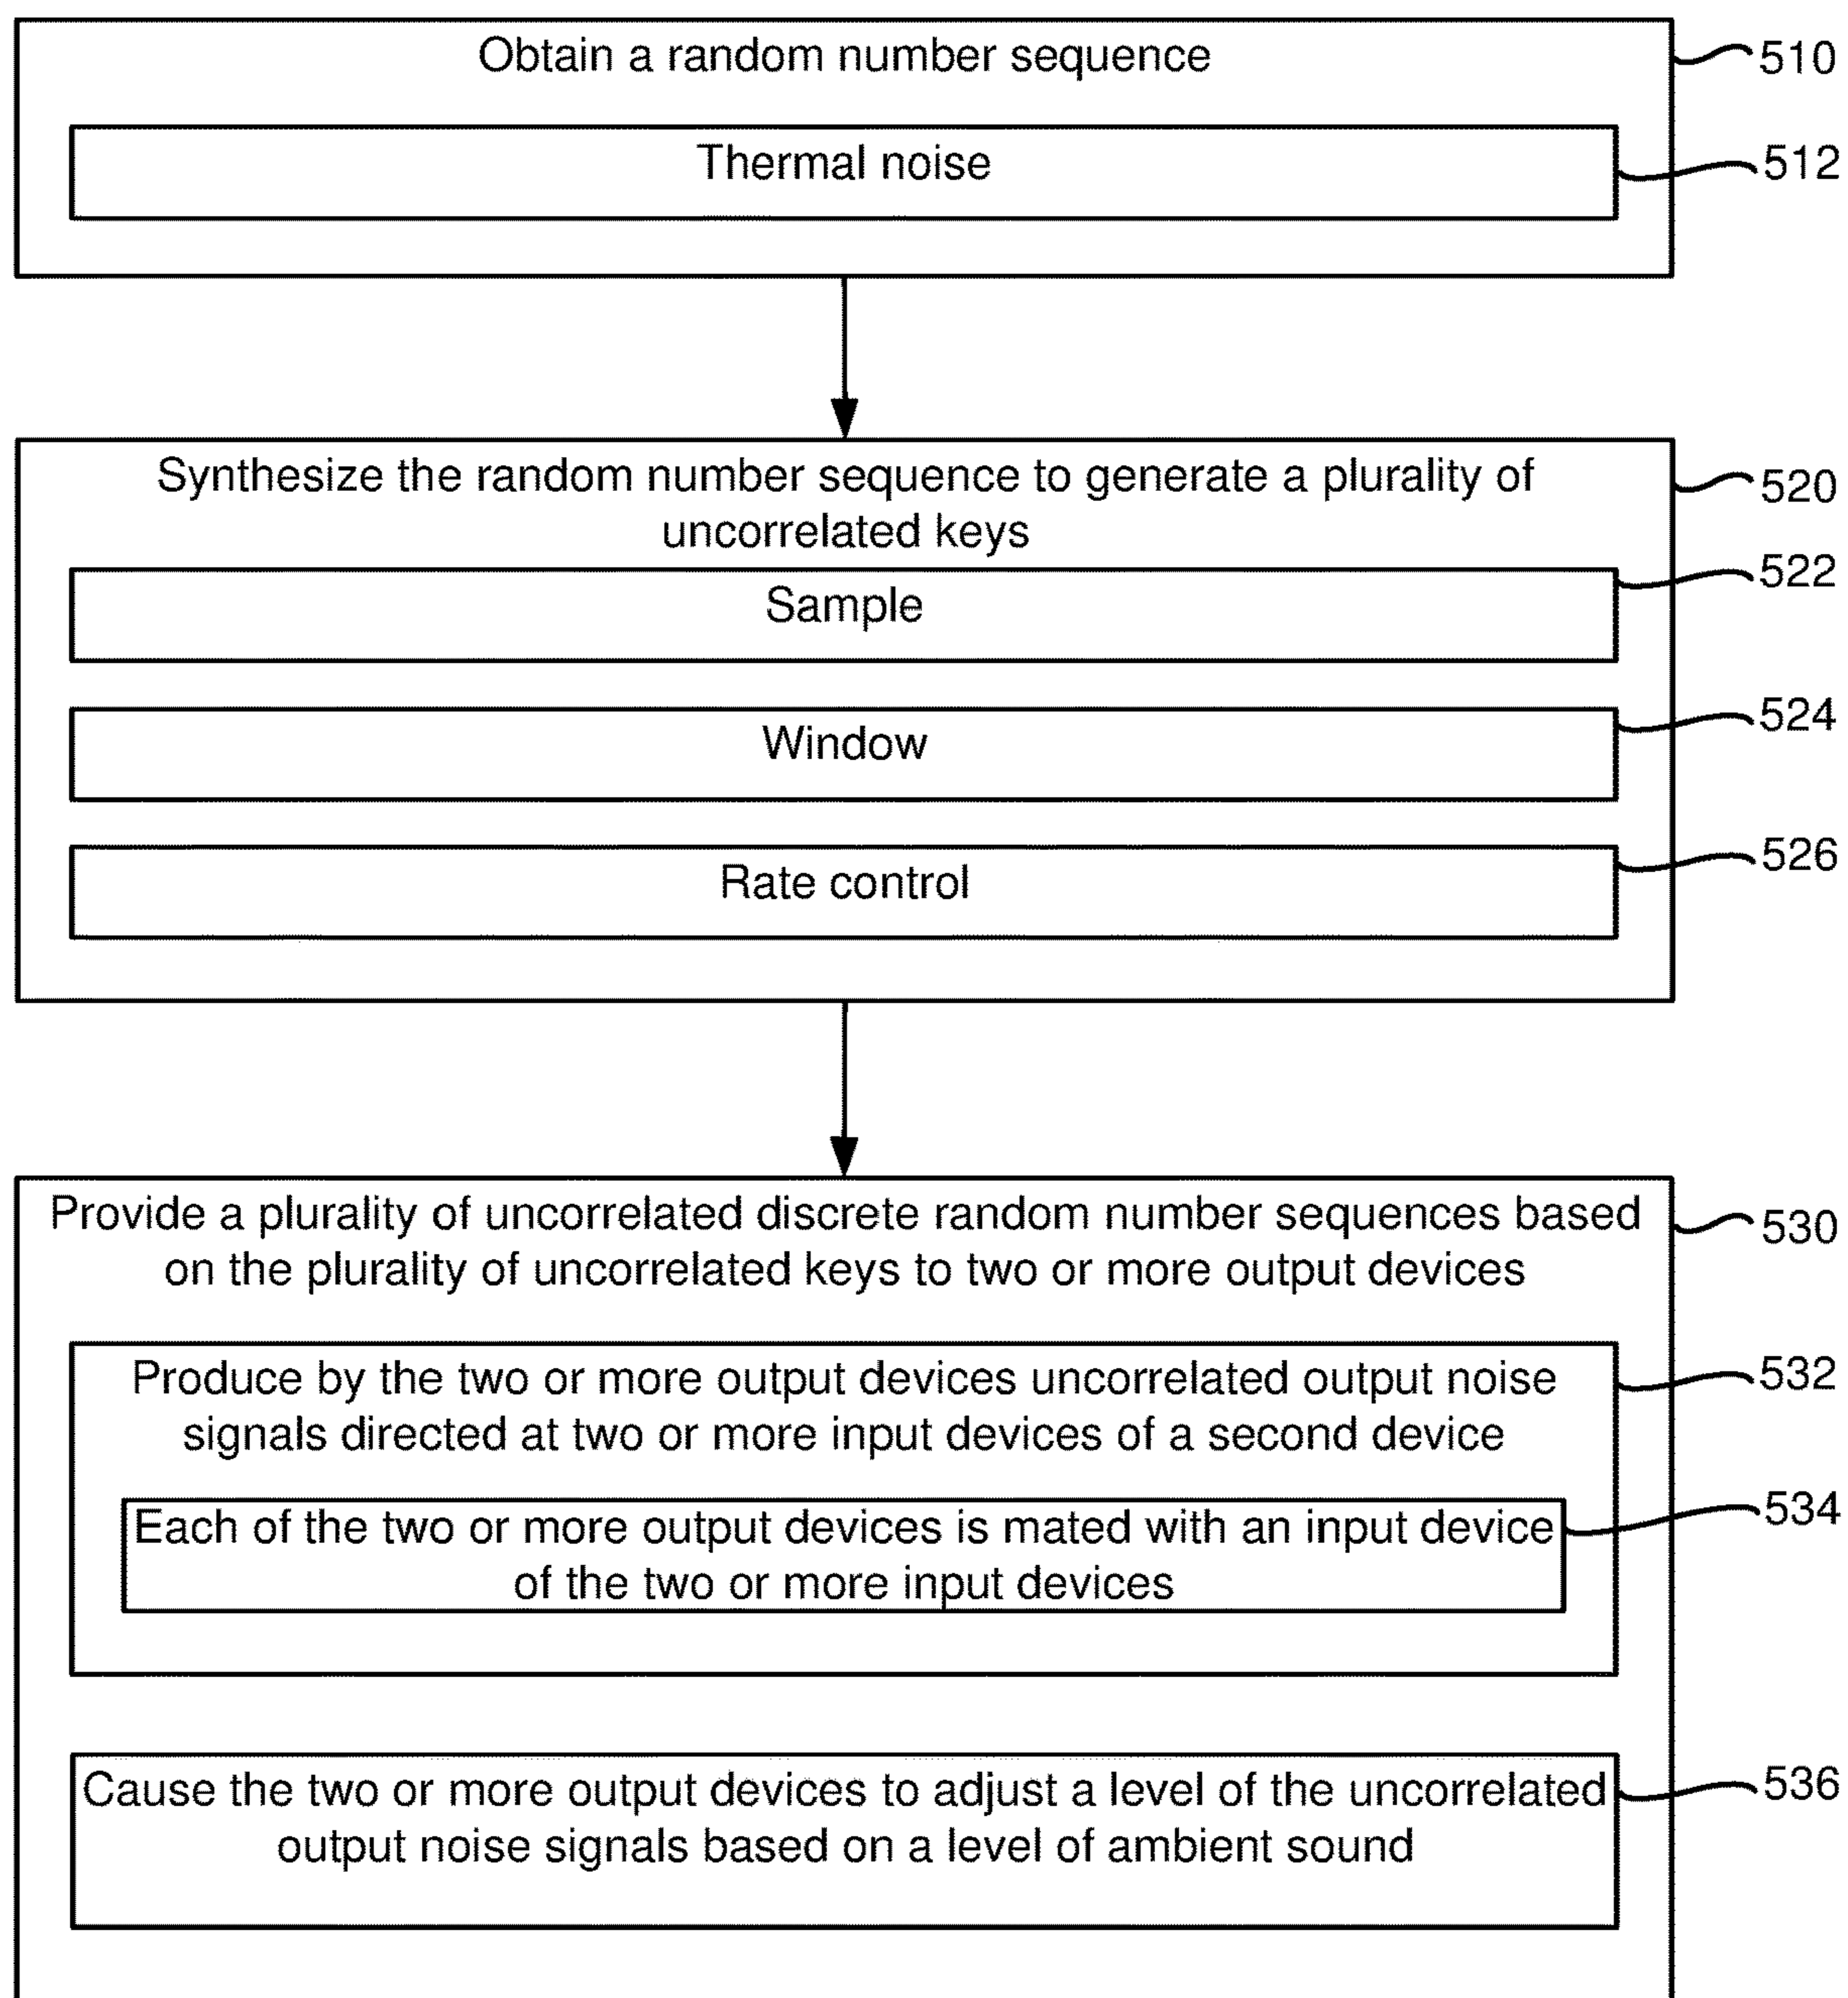 Obtain a random number sequence
510
Thermal noise
512
Synthesize the random number sequence to generate a plurality of
uncorrelated keys
520
Sample
522
Window
524
Rate control
526
Provide a plurality of uncorrelated discrete random number sequences based
on the plurality of uncorrelated keys to two or more output devices
530
Produce by the two or more output devices uncorrelated output noise
signals directed at two or more input devices of a second device
532
Each of the two or more output devices is mated with an input device
of the two or more input devices
534
Cause the two or more output devices to adjust a level of the uncorrelated
output noise signals based on a level of ambient sound
536